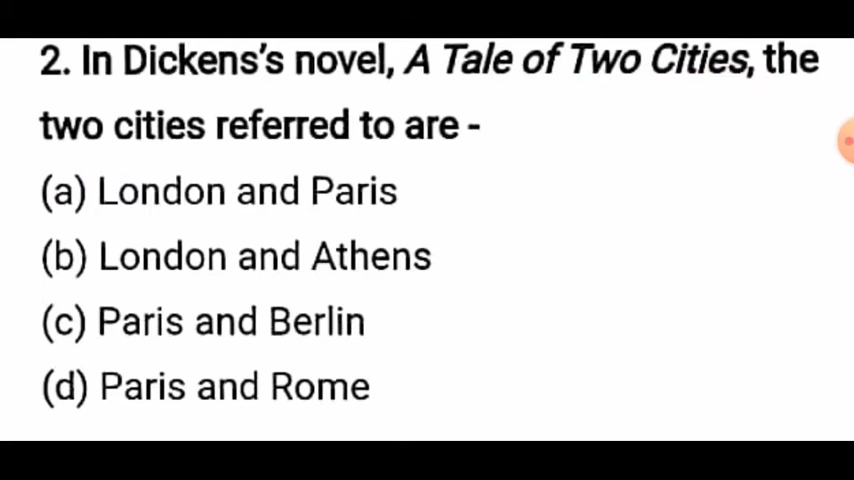 2. In Dickens's novel, A Tale of Two Cities, the
two cities referred to are -
(a) London and Paris
(b) London and Athens
(c) Paris and Berlin
(d) Paris and Rome